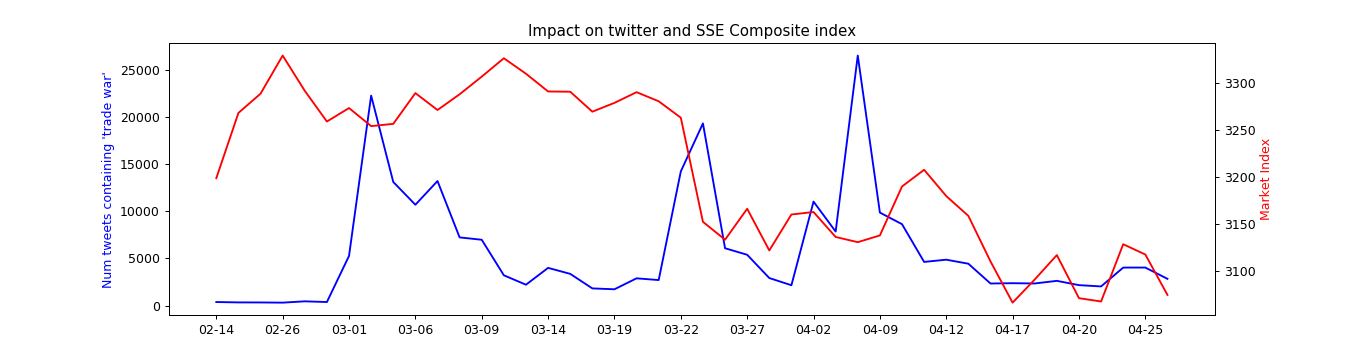 Impact on twitter and SSE Composite index
Num tweets containing 'trade war'
25000
20000
15000
10000
5000
0
3300
3250
3200
3150
3100
Market Index
02-14 02-26 03-01 03-06 03-09 03-14 03-19 03-22 03-27 04-02 04-09 04-12 04-17 04-20 04-25